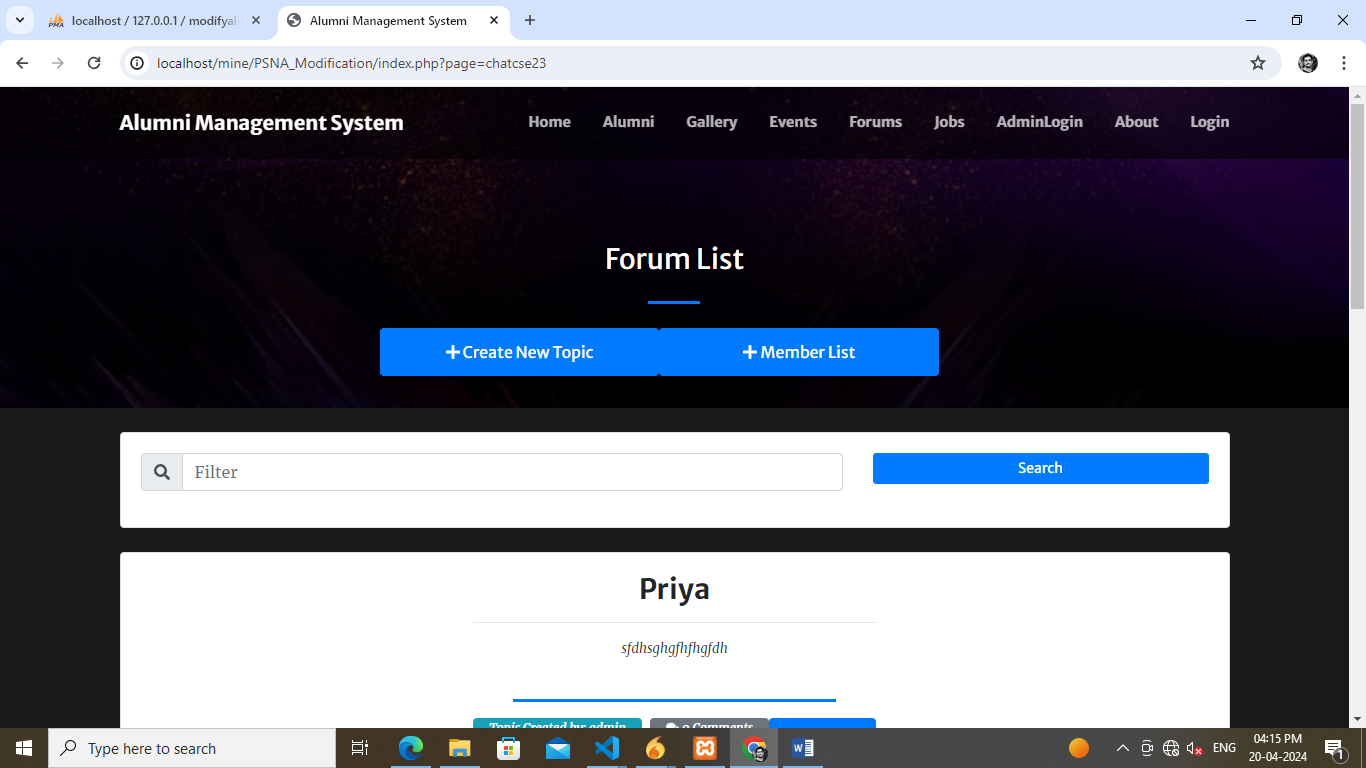 localhost / 127.0.0.1 / modifyal
Alumni Management System
localhost/mine/PSNA_Modification/index.php?page=chatcse23
Alumni Management System Home Alumni Gallery Events Forums Jobs AdminLogin About Login
Forum List
Create New Topic Member List
Filter Search
Priya
sfdhsghgfhfhgfdh
Topic Created by: admin 0 Comments
Type here to search ENG 04:15 PM
20-04-2024
1